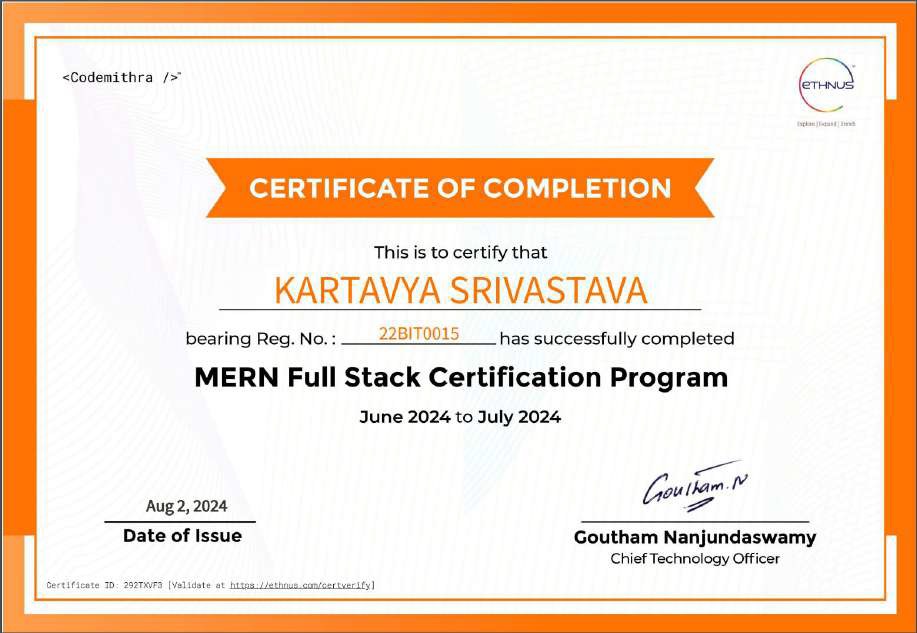 <Codemithra />™
ETHNUS
Explore | Expand | Enrich
CERTIFICATE OF COMPLETION
This is to certify that
KARTAVYA SRIVASTAVA
bearing Reg. No. : 22BIT0015 has successfully completed
MERN Full Stack Certification Program
June 2024 to July 2024
Goutham.N
Aug 2, 2024
Date of Issue
Goutham Nanjundaswamy
Chief Technology Officer
Certificate ID: 292TXVF3 [Validate at https://ethnus.com/certverify]